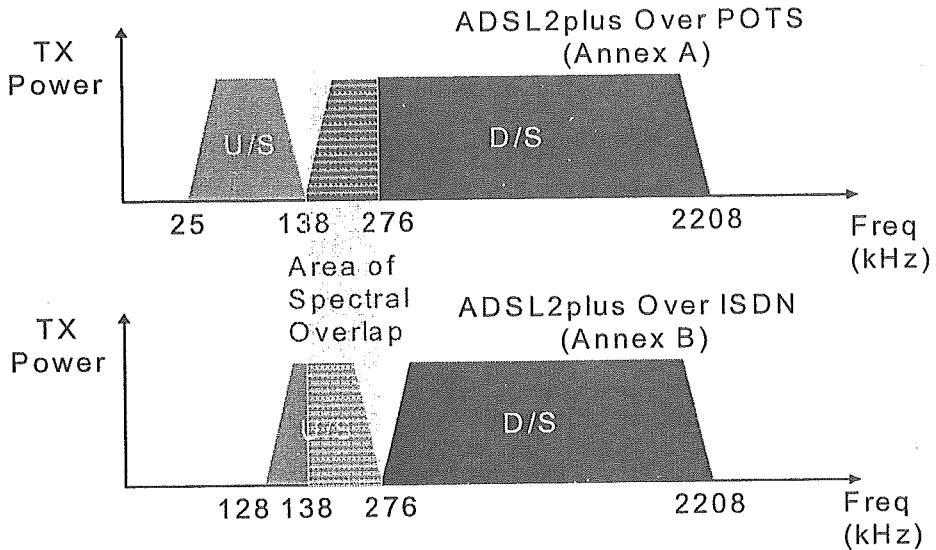 ADSL2plus Over POTS
(Annex A)
TX
Power
U/S
D/S
25
138
276
2208
Freq
(kHz)
Area of
Spectral
Overlap
ADSL2plus Over ISDN
(Annex B)
TX
Power
U/S
D/S
128
138
276
2208
Freq
(kHz)